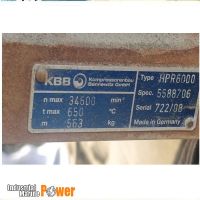 KBB Kompressorenbau Bannewitz GmbH
Type HPR6000
n max 34600 min⁻¹ Spec. 5588706
t max 650 °C Serial 722/08
m 563 kg Made in Germany
Industrial Marine Power